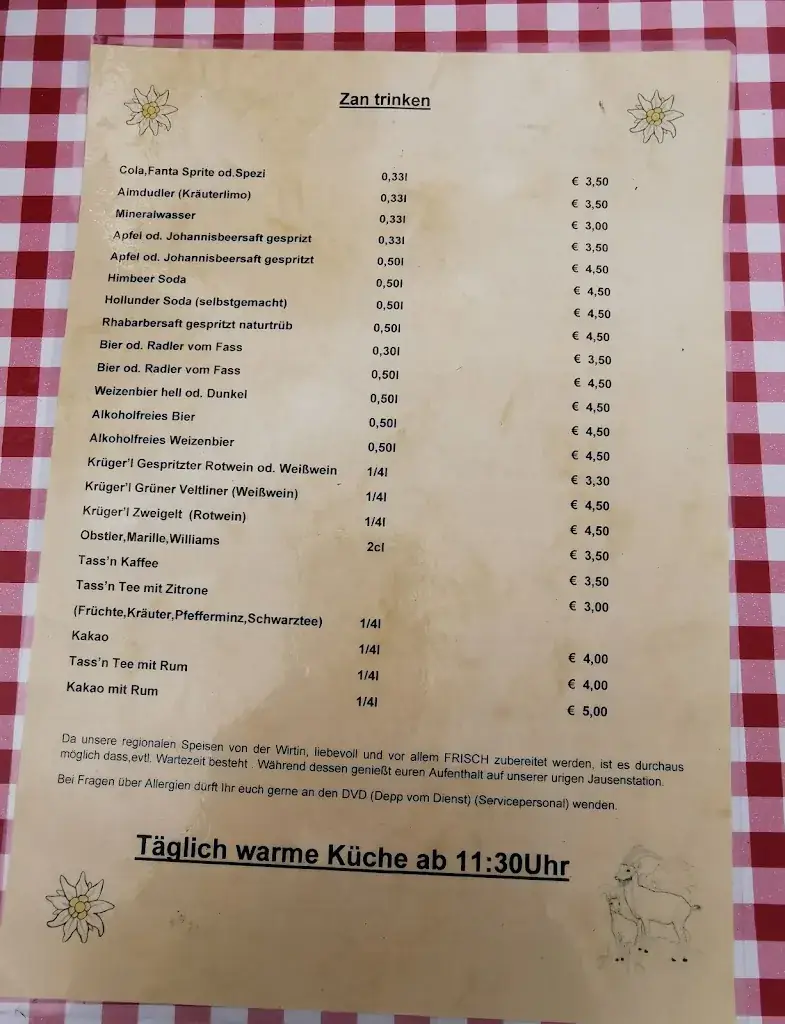 Zan trinken
Cola,Fanta Sprite od.Spezi 0,33l € 3,50
Almdudler (Kräuterlimo) 0,33l € 3,50
Mineralwasser 0,33l € 3,00
Apfel od. Johannisbeersaft gesprizt 0,33l € 3,50
Apfel od. Johannisbeersaft gespritzt 0,50l € 4,50
Himbeer Soda 0,50l € 4,50
Hollunder Soda (selbstgemacht) 0,50l € 4,50
Rhabarbersaft gespritzt naturtrüb 0,50l € 4,50
Bier od. Radler vom Fass 0,30l € 3,50
Bier od. Radler vom Fass 0,50l € 4,50
Weizenbier hell od. Dunkel 0,50l € 4,50
Alkoholfreies Bier 0,50l € 4,50
Alkoholfreies Weizenbier 0,50l € 4,50
Krüger'l Gespritzter Rotwein od. Weißwein 1/4l € 3,30
Krüger'l Grüner Veltliner (Weißwein) 1/4l € 4,50
Krüger'l Zweigelt (Rotwein) 1/4l € 4,50
Obstler,Marille,Williams 2cl € 3,50
Tass'n Kaffee € 3,50
Tass'n Tee mit Zitrone € 3,00
(Früchte,Kräuter,Pfefferminz,Schwarztee) 1/4l
Kakao 1/4l € 4,00
Tass'n Tee mit Rum 1/4l € 4,00
Kakao mit Rum 1/4l € 5,00
Da unsere regionalen Speisen von der Wirtin, liebevoll und vor allem FRISCH zubereitet werden, ist es durchaus
möglich dass,evtl. Wartezeit besteht . Während dessen genießt euren Aufenthalt auf unserer urigen Jausenstation.
Bei Fragen über Allergien dürft Ihr euch gerne an den DVD (Depp vom Dienst) (Servicepersonal) wenden.
Täglich warme Küche ab 11:30Uhr